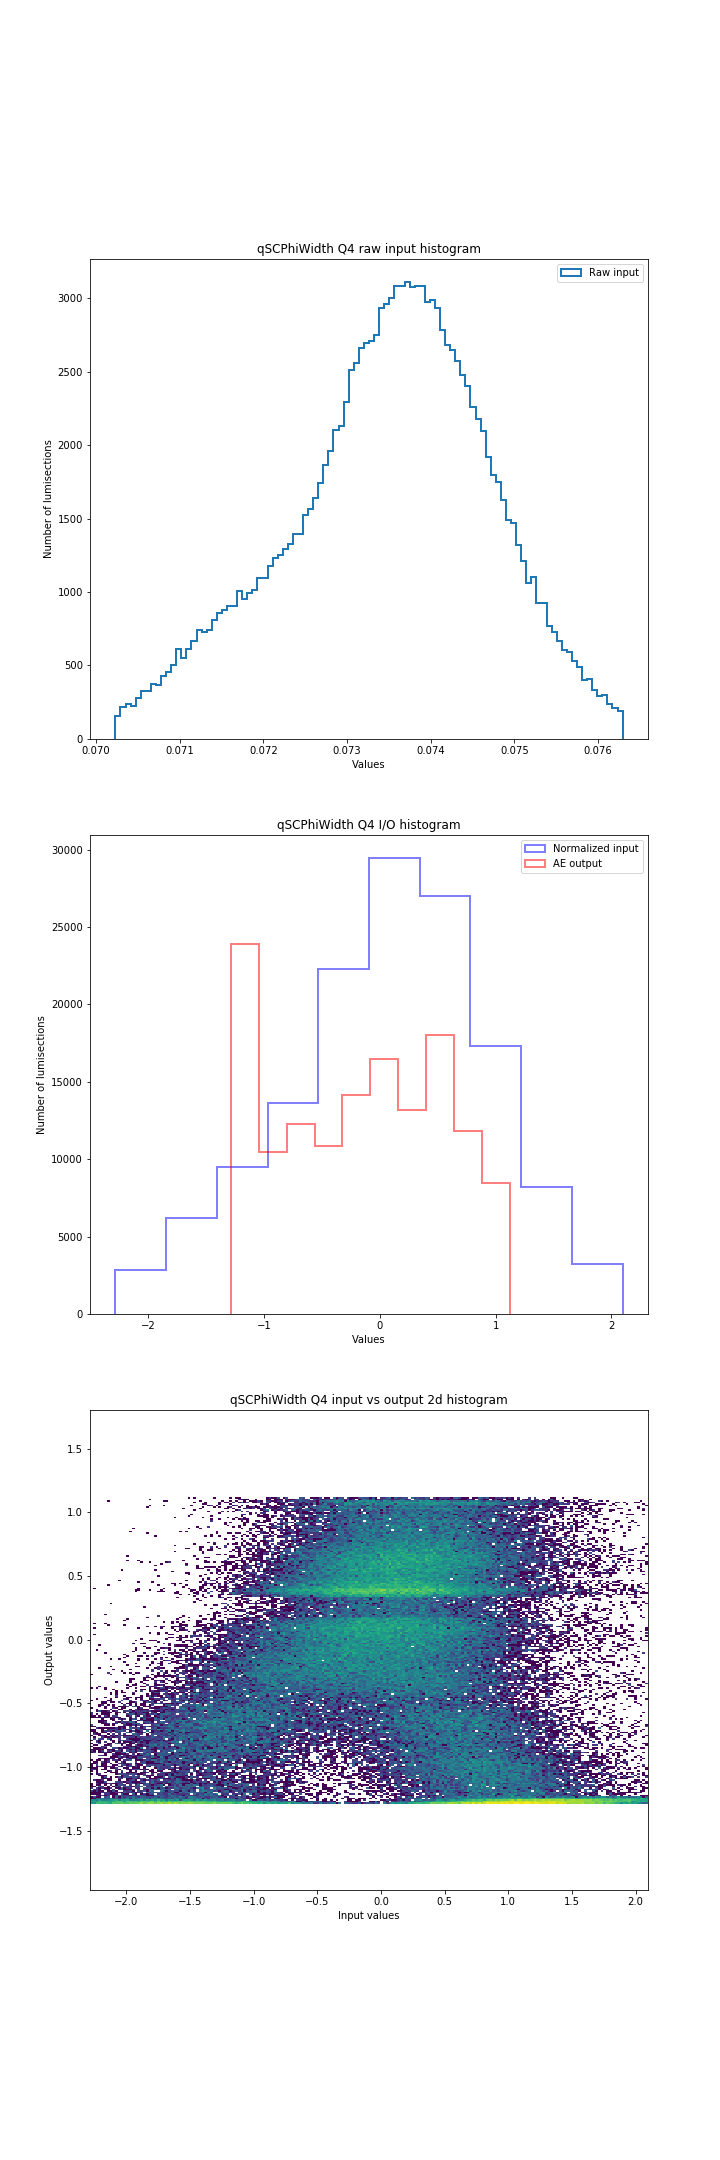 qSCPhiWidth Q4 raw input histogram
Raw input
3000
2500
2000
1500
1000
500
0
Number of lumisections
0.070 0.071 0.072 0.073 0.074 0.075 0.076
Values
qSCPhiWidth Q4 I/O histogram
Normalized input
AE output
30000
25000
20000
15000
10000
5000
0
Number of lumisections
−2 −1 0 1 2
Values
qSCPhiWidth Q4 input vs output 2d histogram
1.5
1.0
0.5
0.0
−0.5
−1.0
−1.5
Output values
−2.0 −1.5 −1.0 −0.5 0.0 0.5 1.0 1.5 2.0
Input values